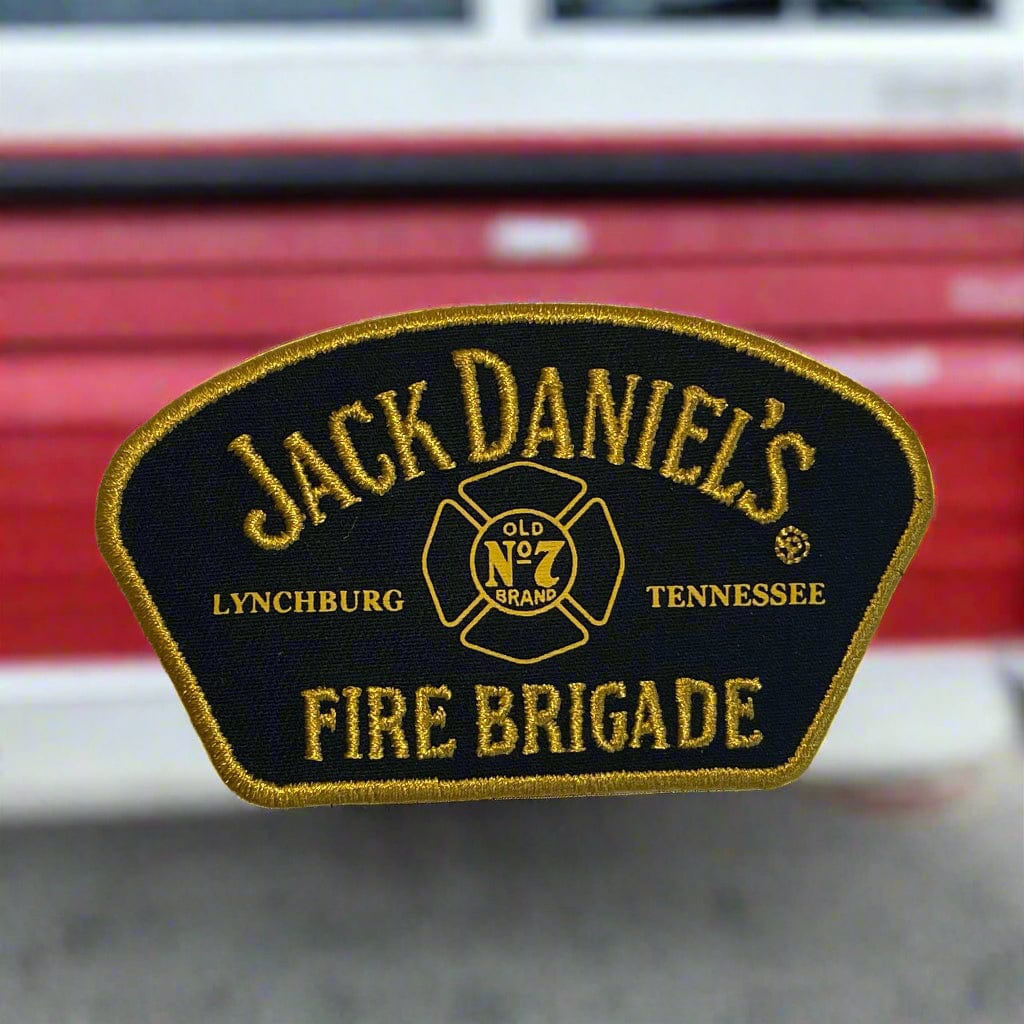 JACK DANIEL'S ®
OLD
Nº7
BRAND
LYNCHBURG TENNESSEE
FIRE BRIGADE